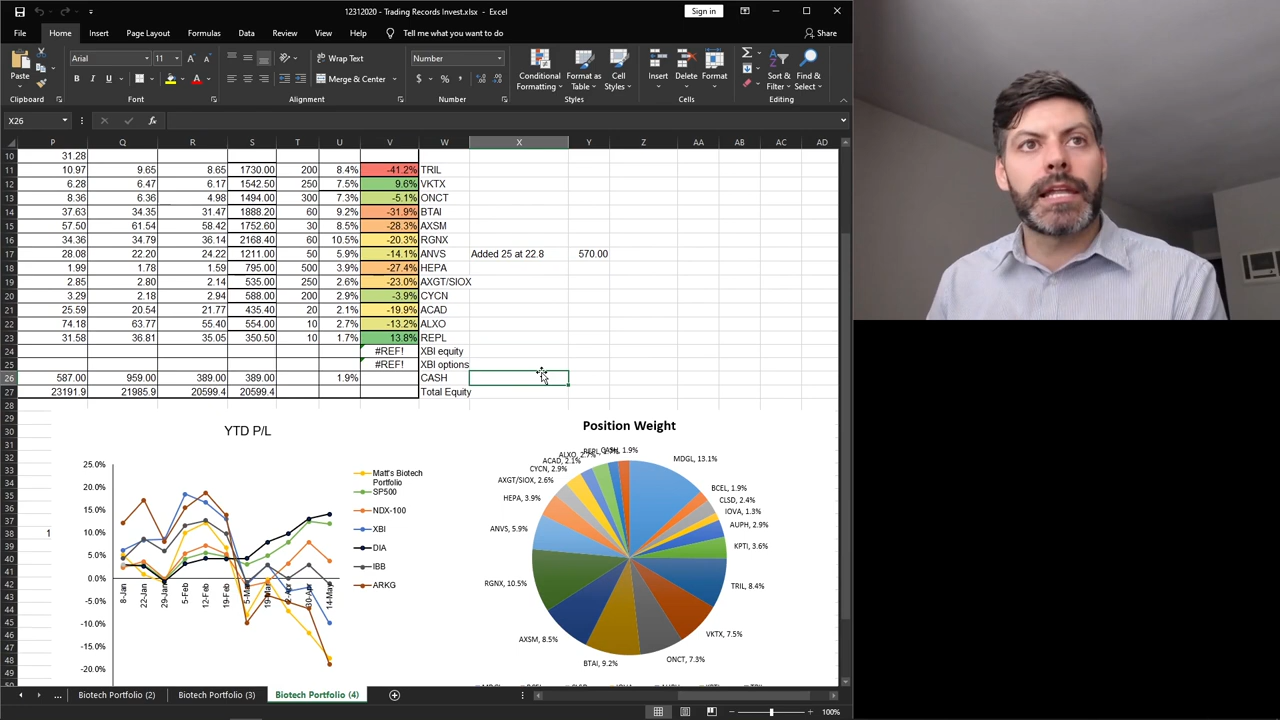 12312020 - Trading Records Invest.xlsx - Excel
Sign in
File Home Insert Page Layout Formulas Data Review View Help Tell me what you want to do Share
Paste Arial 11 Wrap Text Number Conditional Formatting Format as Table Cell Styles Insert Delete Format Sort & Filter Find & Select
B I U Merge & Center $ % ,
Clipboard Font Alignment Number Styles Cells Editing
X26 fx
P Q R S T U V W X Y Z AA AB AC AD
10 31.28
11 10.97 9.65 8.65 1730.00 200 8.4% -41.2% TRIL
12 6.28 6.47 6.17 1542.50 250 7.5% 9.6% VKTX
13 8.36 6.36 4.98 1494.00 300 7.3% -5.1% ONCT
14 37.63 34.35 31.47 1888.20 60 9.2% -31.9% BTAI
15 57.50 61.54 58.42 1752.60 30 8.5% -28.3% AXSM
16 34.36 34.79 36.14 2168.40 60 10.5% -20.3% RGNX
17 28.08 22.20 24.22 1211.00 50 5.9% -14.1% ANVS Added 25 at 22.8 570.00
18 1.99 1.78 1.59 795.00 500 3.9% -27.4% HEPA
19 2.85 2.80 2.14 535.00 250 2.6% -23.0% AXGT/SIOX
20 3.29 2.18 2.94 588.00 200 2.9% -3.9% CYCN
21 25.59 20.54 21.77 435.40 20 2.1% -19.9% ACAD
22 74.18 63.77 55.40 554.00 10 2.7% -13.2% ALXO
23 31.58 36.81 35.05 350.50 10 1.7% 13.8% REPL
24 #REF! XBI equity
25 #REF! XBI options
26 587.00 959.00 389.00 389.00 1.9% CASH
27 23191.9 21985.9 20599.4 20599.4 Total Equity
28
29
30
31
32
33
34
35
36
37
38 1
39
40
41
42
43
44
45
46
47
48
49
YTD P/L
25.0%
20.0%
15.0%
10.0%
5.0%
0.0%
-5.0%
-10.0%
-15.0%
-20.0%
8-Jan 22-Jan 29-Jan 5-Feb 12-Feb 19-Feb 5-Mar 14-May
Matt's Biotech
Portfolio
SP500
NDX-100
XBI
DIA
IBB
ARKG
Position Weight
MDGL, 13.1%
BCEL, 1.9%
CLSD, 2.4%
IOVA, 1.3%
AUPH, 2.9%
KPTI, 3.6%
TRIL, 8.4%
VKTX, 7.5%
ONCT, 7.3%
BTAI, 9.2%
AXSM, 8.5%
RGNX, 10.5%
ANVS, 5.9%
HEPA, 3.9%
AXGT/SIOX, 2.6%
CYCN, 2.9%
ACAD, 2.1%
CASH, 1.9%
Biotech Portfolio (2) Biotech Portfolio (3) Biotech Portfolio (4)
100%